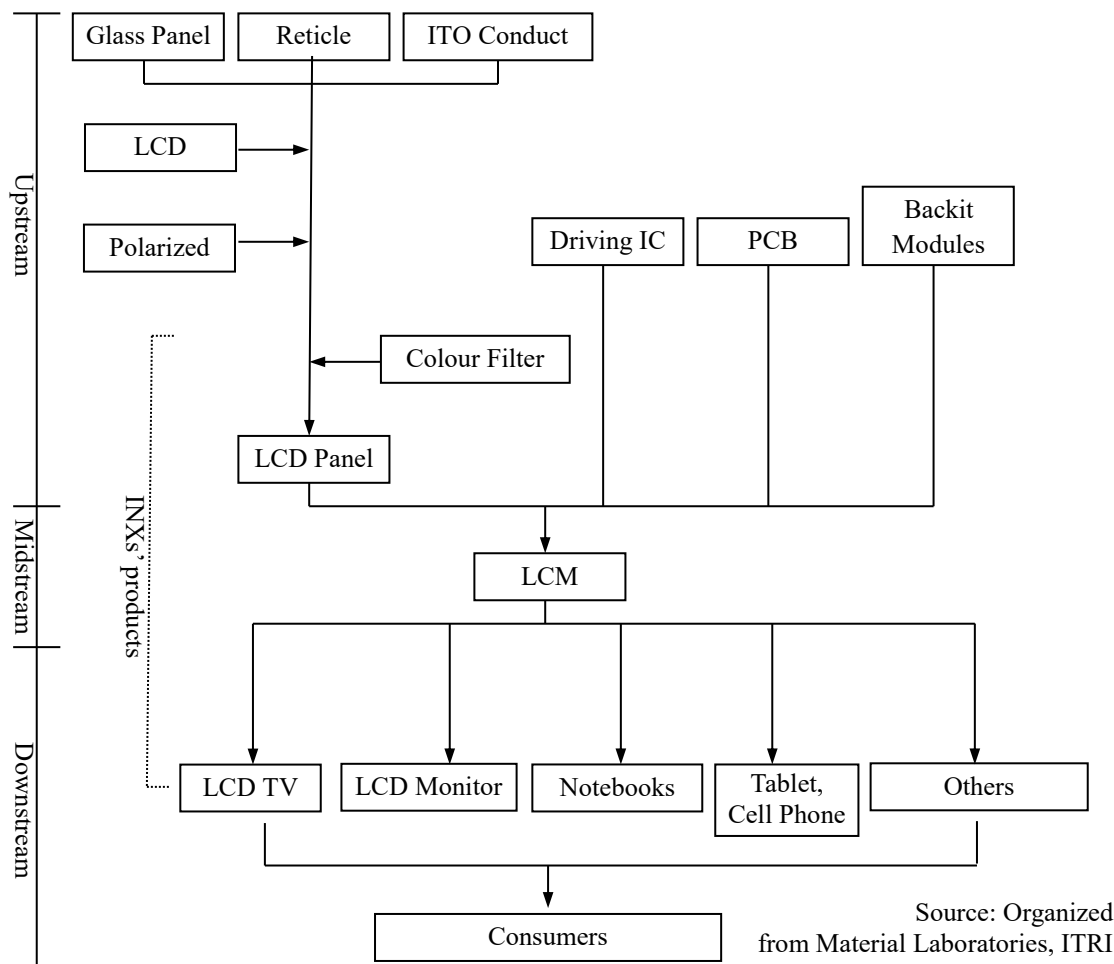 Glass Panel
Reticle
ITO Conduct
LCD
Polarized
Driving IC
PCB
Backit
Modules
Upstream
Colour Filter
LCD Panel
INXs' products
Midstream
LCM
Downstream
LCD TV
LCD Monitor
Notebooks
Tablet,
Cell Phone
Others
Consumers
Source: Organized
from Material Laboratories, ITRI